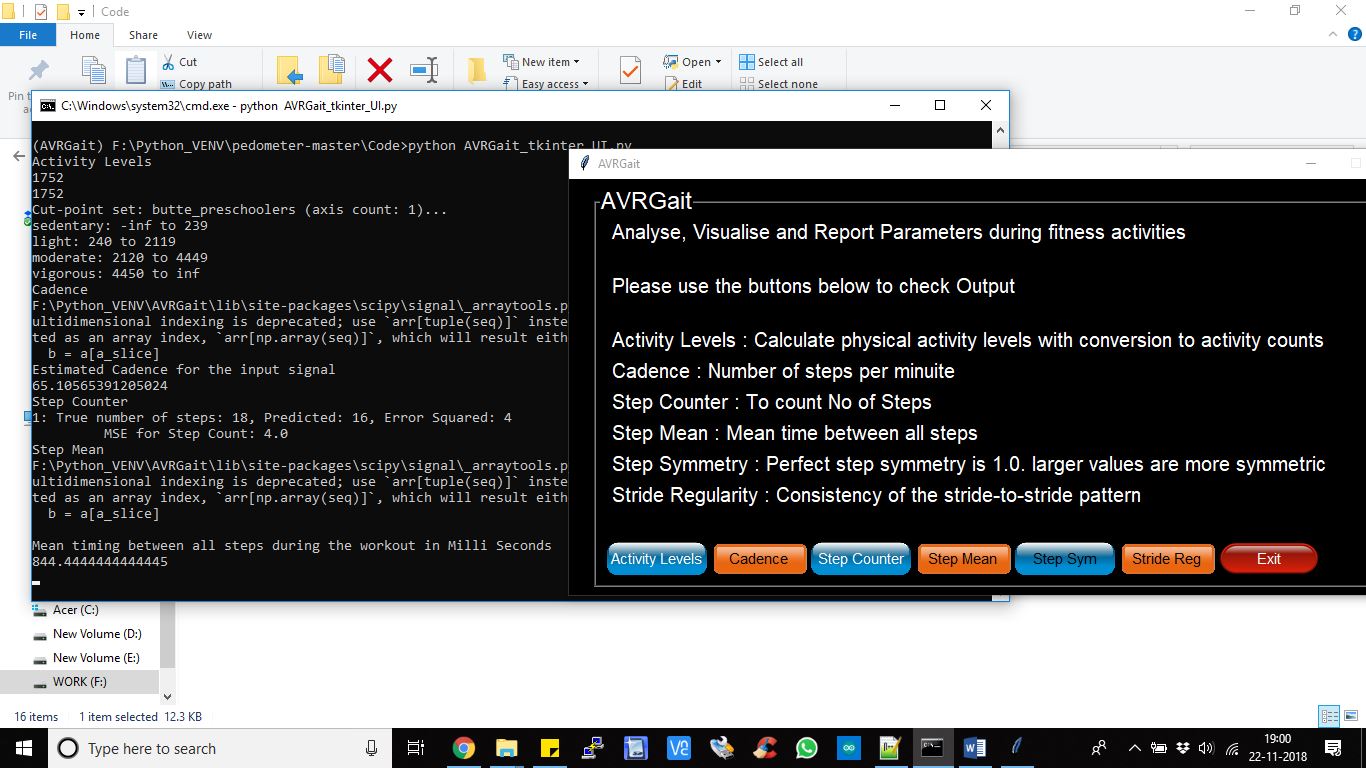 Code
File Home Share View
Cut
Copy path
New item
Easy access
Open
Edit
Select all
Select none
Pin t
C:\Windows\system32\cmd.exe - python AVRGait_tkinter_UI.py
(AVRGait) F:\Python_VENV\pedometer-master\Code>python AVRGait_tkinter_UI.py
Activity Levels
1752
1752
Cut-point set: butte_preschoolers (axis count: 1)...
sedentary: -inf to 239
light: 240 to 2119
moderate: 2120 to 4449
vigorous: 4450 to inf
Cadence
F:\Python_VENV\AVRGait\lib\site-packages\scipy\signal\_arraytools.p
ultidimensional indexing is deprecated; use `arr[tuple(seq)]` inste
ted as an array index, `arr[np.array(seq)]`, which will result eith
b = a[a_slice]
Estimated Cadence for the input signal
65.10565391205024
Step Counter
1: True number of steps: 18, Predicted: 16, Error Squared: 4
MSE for Step Count: 4.0
Step Mean
F:\Python_VENV\AVRGait\lib\site-packages\scipy\signal\_arraytools.p
ultidimensional indexing is deprecated; use `arr[tuple(seq)]` inste
ted as an array index, `arr[np.array(seq)]`, which will result eith
b = a[a_slice]
Mean timing between all steps during the workout in Milli Seconds
844.4444444444445
AVRGait
AVRGait
Analyse, Visualise and Report Parameters during fitness activities
Please use the buttons below to check Output
Activity Levels : Calculate physical activity levels with conversion to activity counts
Cadence : Number of steps per minuite
Step Counter : To count No of Steps
Step Mean : Mean time between all steps
Step Symmetry : Perfect step symmetry is 1.0. larger values are more symmetric
Stride Regularity : Consistency of the stride-to-stride pattern
Activity Levels Cadence Step Counter Step Mean Step Sym Stride Reg Exit
Acer (C:)
New Volume (D:)
New Volume (E:)
WORK (F:)
16 items 1 item selected 12.3 KB
Type here to search
19:00
22-11-2018